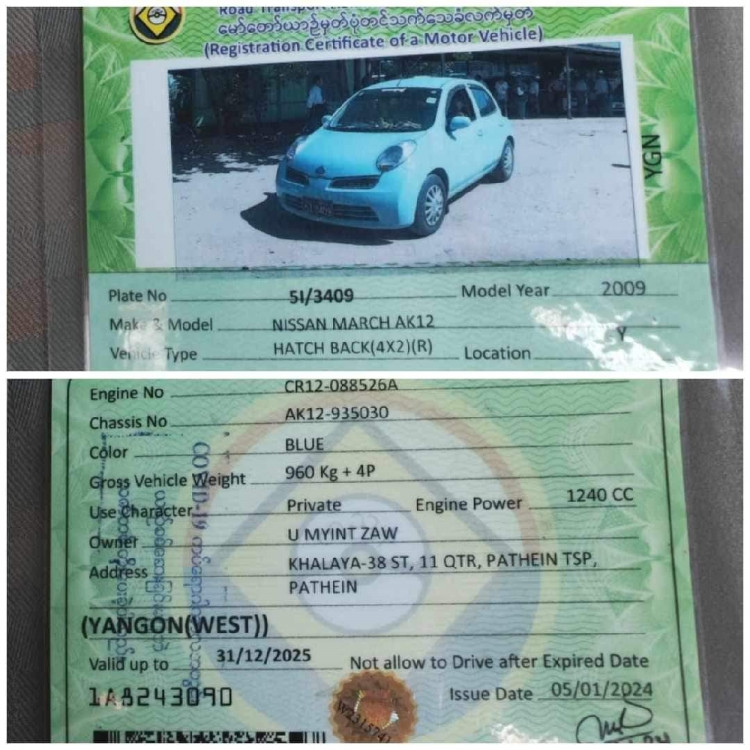 Road Transport
မော်တော်ယာဉ်မှတ်ပုံတင်သက်သေခံလက်မှတ်
(Registration Certificate of a Motor Vehicle)
YGN
Plate No 5I/3409 Model Year 2009
Make & Model NISSAN MARCH AK12
Vehicle Type HATCH BACK(4X2)(R) Location Y
Engine No CR12-088526A
Chassis No AK12-935030
Color BLUE
Gross Vehicle Weight 960 Kg + 4P
Use Character Private Engine Power 1240 CC
Owner U MYINT ZAW
Address KHALAYA-38 ST, 11 QTR, PATHEIN TSP,
PATHEIN
(YANGON(WEST))
Valid up to 31/12/2025 Not allow to Drive after Expired Date
1A8243090 Issue Date 05/01/2024
COVID-19